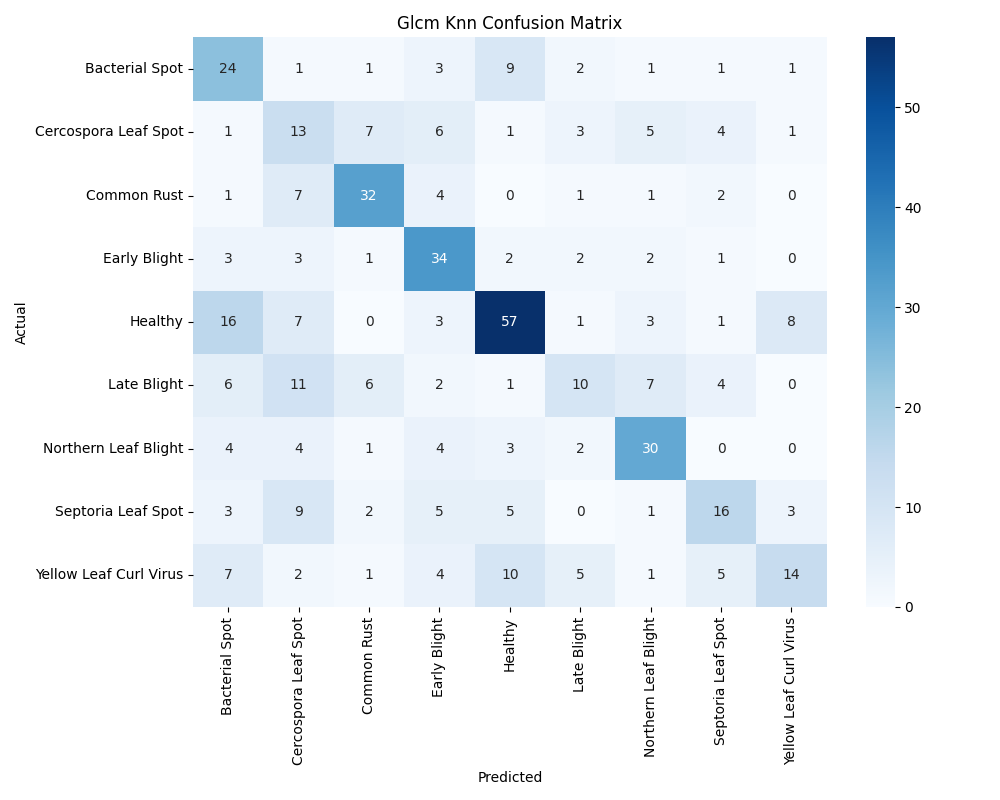 Glcm Knn Confusion Matrix
Actual
Bacterial Spot 24 1 1 3 9 2 1 1 1
Cercospora Leaf Spot 1 13 7 6 1 3 5 4 1
Common Rust 1 7 32 4 0 1 1 2 0
Early Blight 3 3 1 34 2 2 2 1 0
Healthy 16 7 0 3 57 1 3 1 8
Late Blight 6 11 6 2 1 10 7 4 0
Northern Leaf Blight 4 4 1 4 3 2 30 0 0
Septoria Leaf Spot 3 9 2 5 5 0 1 16 3
Yellow Leaf Curl Virus 7 2 1 4 10 5 1 5 14
Bacterial Spot
Cercospora Leaf Spot
Common Rust
Early Blight
Healthy
Late Blight
Northern Leaf Blight
Septoria Leaf Spot
Yellow Leaf Curl Virus
Predicted
50
40
30
20
10
0